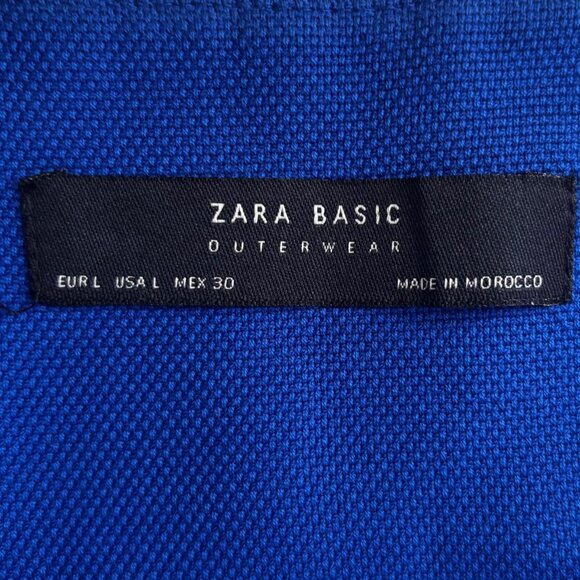 ZARA BASIC
OUTERWEAR
EUR L USA L MEX 30 MADE IN MOROCCO